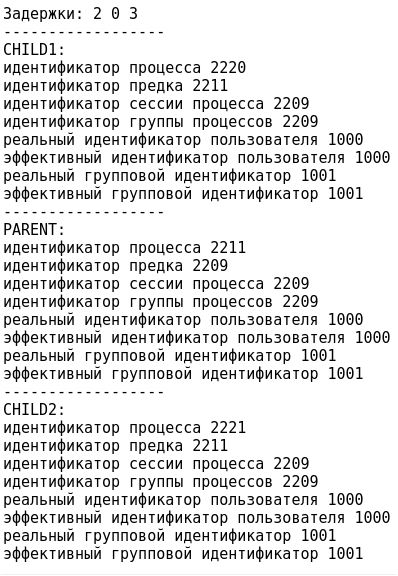 Задержки: 2 0 3
------------------
CHILD1:
идентификатор процесса 2220
идентификатор предка 2211
идентификатор сессии процесса 2209
идентификатор группы процессов 2209
реальный идентификатор пользователя 1000
эффективный идентификатор пользователя 1000
реальный групповой идентификатор 1001
эффективный групповой идентификатор 1001
------------------
PARENT:
идентификатор процесса 2211
идентификатор предка 2209
идентификатор сессии процесса 2209
идентификатор группы процессов 2209
реальный идентификатор пользователя 1000
эффективный идентификатор пользователя 1000
реальный групповой идентификатор 1001
эффективный групповой идентификатор 1001
------------------
CHILD2:
идентификатор процесса 2221
идентификатор предка 2211
идентификатор сессии процесса 2209
идентификатор группы процессов 2209
реальный идентификатор пользователя 1000
эффективный идентификатор пользователя 1000
реальный групповой идентификатор 1001
эффективный групповой идентификатор 1001